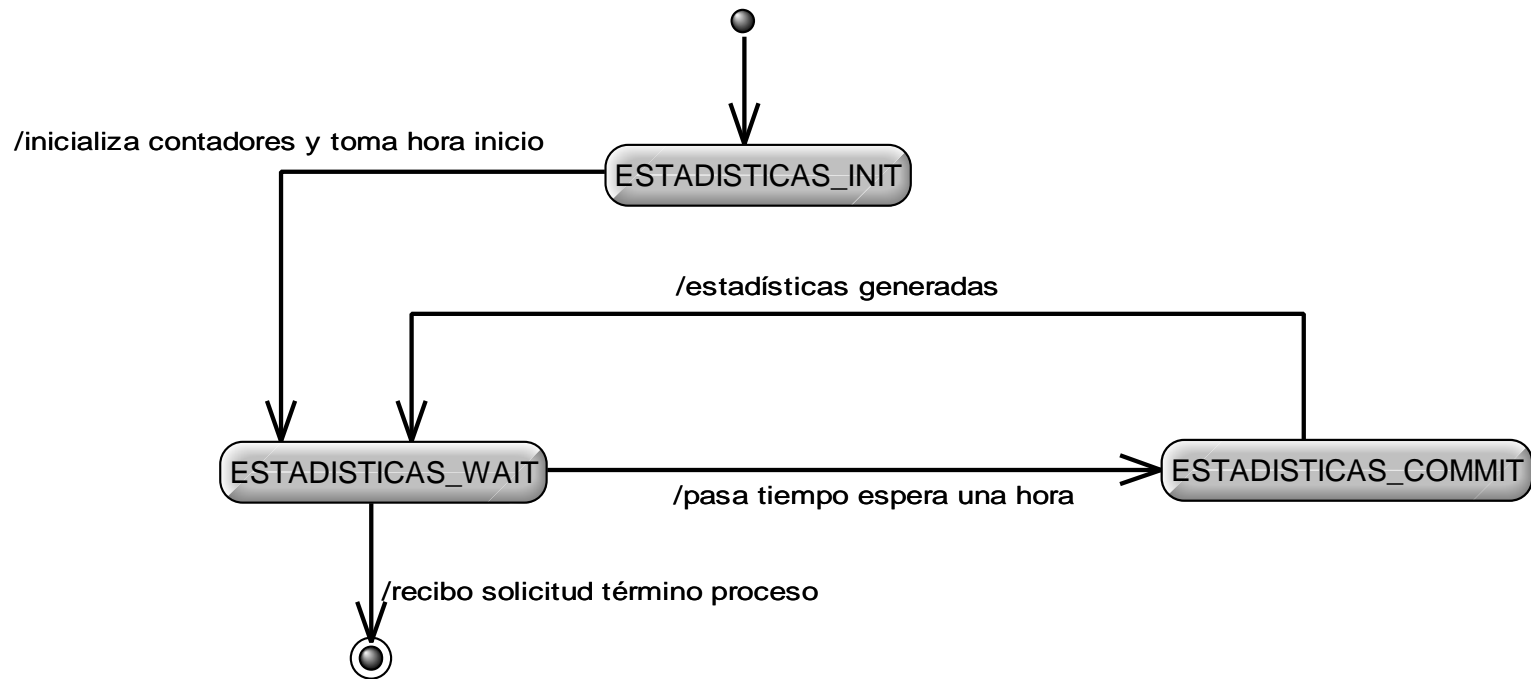 /inicializa contadores y toma hora inicio
ESTADISTICAS_INIT
/estadísticas generadas
ESTADISTICAS_WAIT
ESTADISTICAS_COMMIT
/pasa tiempo espera una hora
/recibo solicitud término proceso